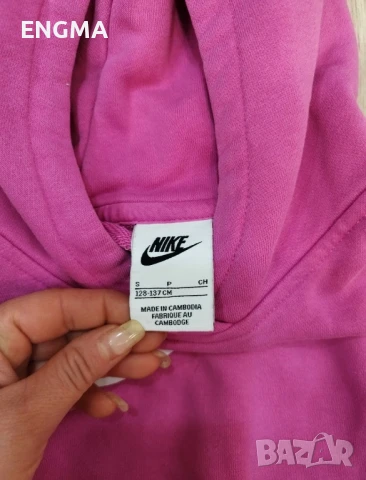 ENGMA
NIKE
S P CH
128-137CM
MADE IN CAMBODIA
FABRIQUE AU
CAMBODGE
BAZAR